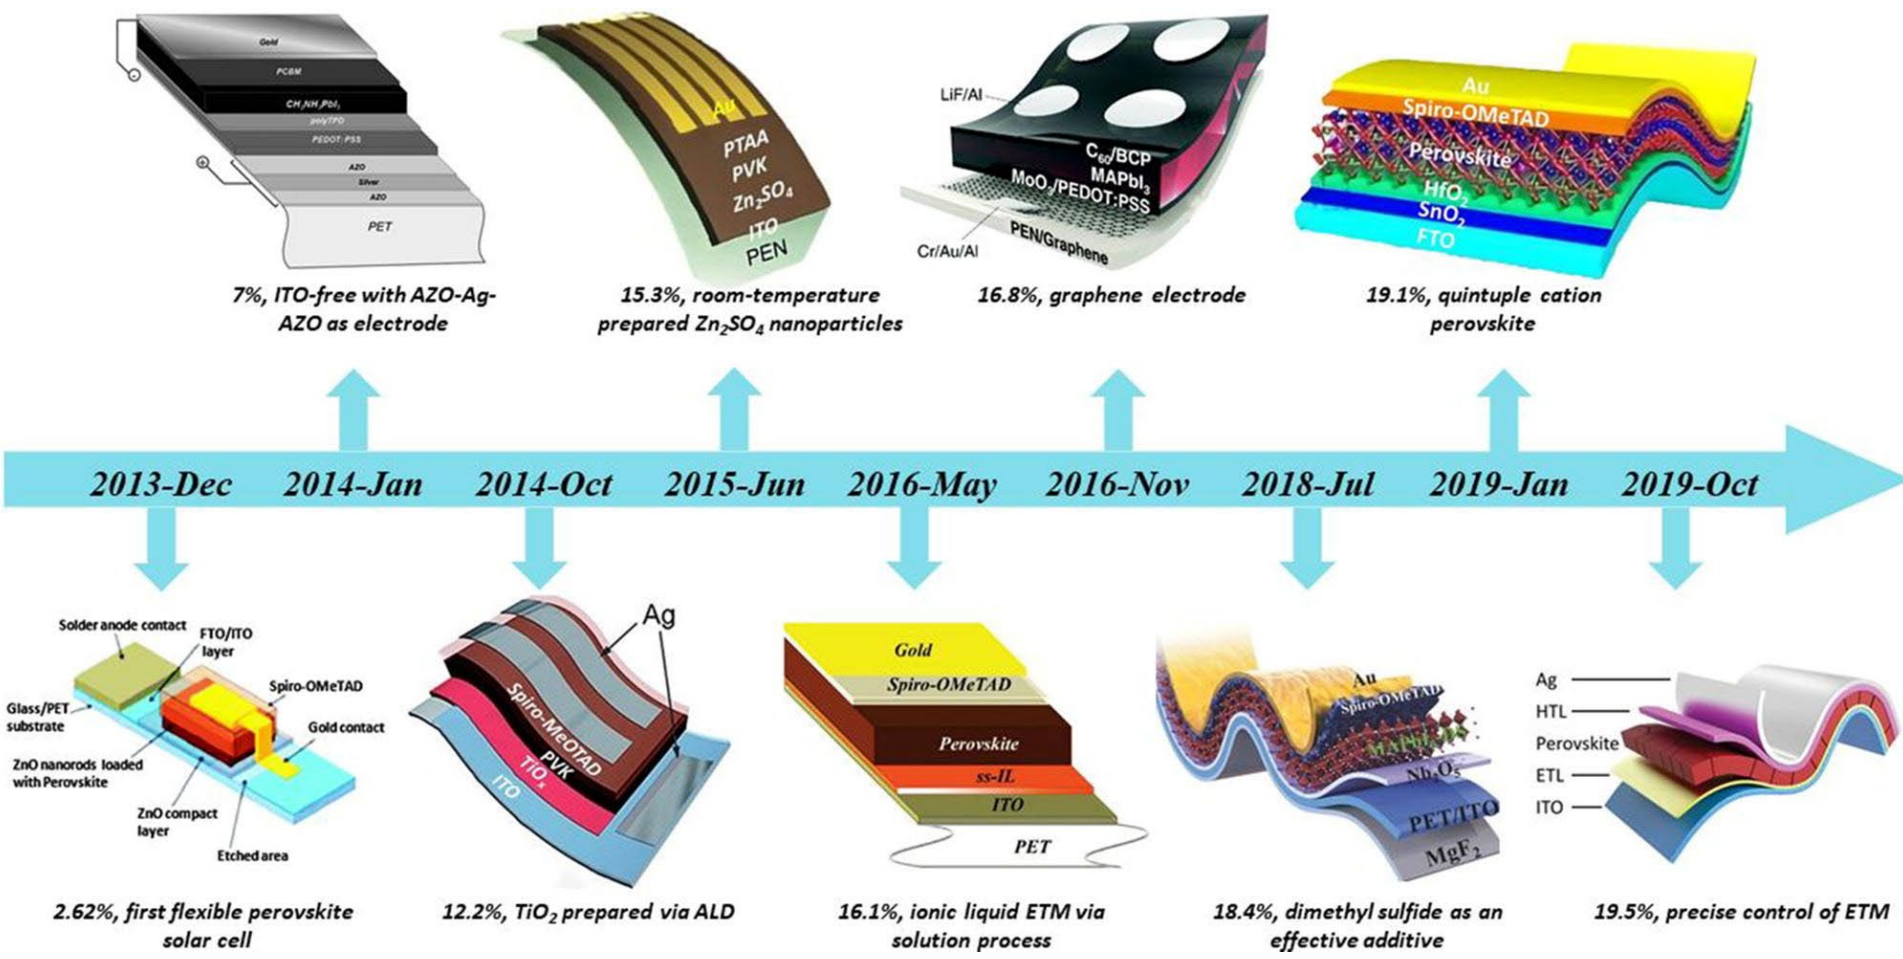 Gold
PCBM
CH3NH3PbI3
polyTPD
PEDOT:PSS
AZO
Silver
AZO
PET
7%, ITO-free with AZO-Ag-
AZO as electrode
Au
PTAA
PVK
Zn2SO4
ITO
PEN
15.3%, room-temperature
prepared Zn2SO4 nanoparticles
LiF/Al
C60/BCP
MAPbI3
MoO3/PEDOT:PSS
PEN/Graphene
Cr/Au/Al
16.8%, graphene electrode
Au
Spiro-OMeTAD
Perovskite
HfO2
SnO2
FTO
19.1%, quintuple cation
perovskite
2013-Dec
2014-Jan
2014-Oct
2015-Jun
2016-May
2016-Nov
2018-Jul
2019-Jan
2019-Oct
Solder anode contact
FTO/ITO
layer
Spiro-OMeTAD
Glass/PET
substrate
Gold contact
ZnO nanorods loaded
with Perovskite
ZnO compact
layer
Etched area
2.62%, first flexible perovskite
solar cell
Ag
Spiro-MeOTAD
PVK
TiOx
ITO
12.2%, TiO2 prepared via ALD
Gold
Spiro-OMeTAD
Perovskite
ss-IL
ITO
PET
16.1%, ionic liquid ETM via
solution process
Au
Spiro-OMeTAD
Nb2O5
PET/ITO
MgF2
18.4%, dimethyl sulfide as an
effective additive
Ag
HTL
Perovskite
ETL
ITO
19.5%, precise control of ETM